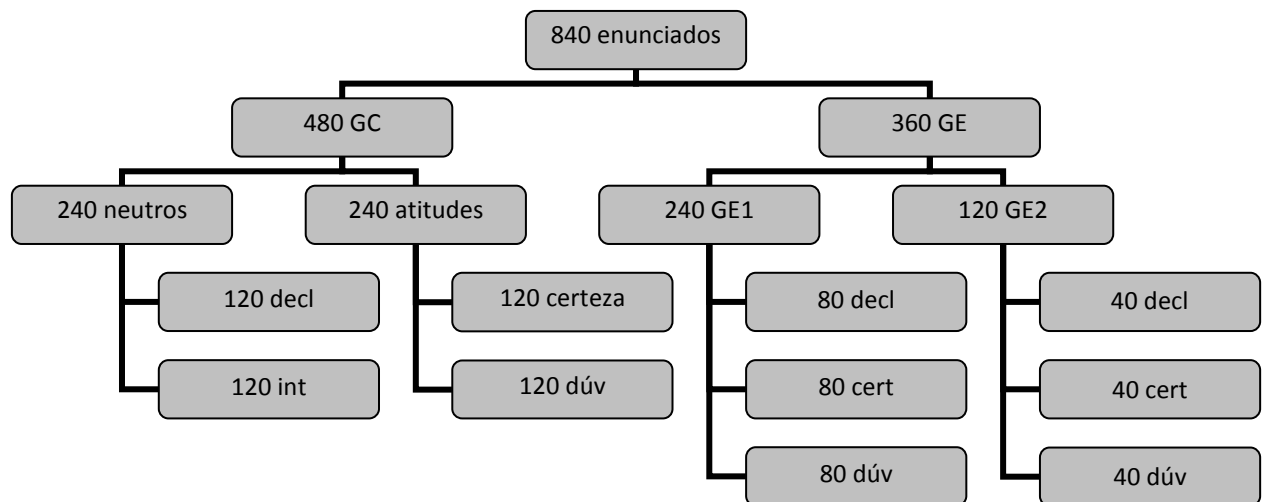 840 enunciados
480 GC
360 GE
240 neutros
240 atitudes
240 GE1
120 GE2
120 decl
120 certeza
80 decl
40 decl
120 int
120 dúv
80 cert
40 cert
80 dúv
40 dúv